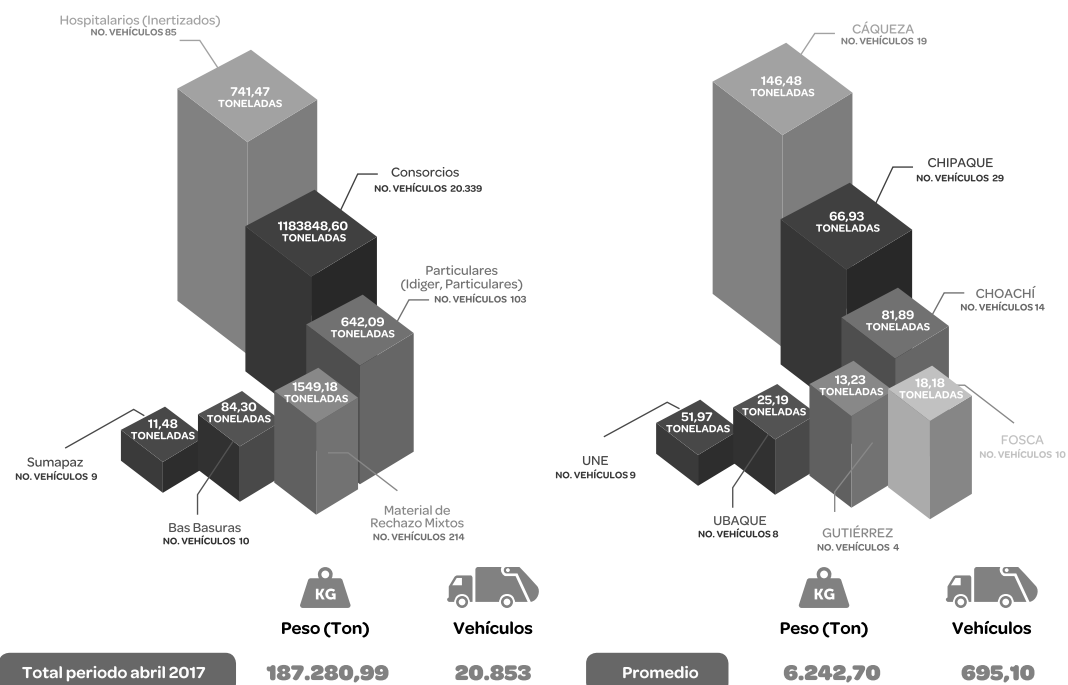 Hospitalarios (Inertizados)
NO. VEHÍCULOS 85
741,47
TONELADAS
Consorcios
NO. VEHÍCULOS 20.339
1183848,60
TONELADAS
Particulares
(Idiger, Particulares)
NO. VEHÍCULOS 103
642,09
TONELADAS
1549,18
TONELADAS
84,30
TONELADAS
11,48
TONELADAS
Sumapaz
NO. VEHÍCULOS 9
Bas Basuras
NO. VEHÍCULOS 10
Material de
Rechazo Mixtos
NO. VEHÍCULOS 214
CÁQUEZA
NO. VEHÍCULOS 19
146,48
TONELADAS
CHIPAQUE
NO. VEHÍCULOS 29
66,93
TONELADAS
CHOACHÍ
NO. VEHÍCULOS 14
81,89
TONELADAS
13,23
TONELADAS
18,18
TONELADAS
25,19
TONELADAS
51,97
TONELADAS
FOSCA
NO. VEHÍCULOS 10
UNE
NO. VEHÍCULOS 9
UBAQUE
NO. VEHÍCULOS 8
GUTIÉRREZ
NO. VEHÍCULOS 4
KG
Peso (Ton) Vehículos
Total periodo abril 2017 187.280,99 20.853
KG
Peso (Ton) Vehículos
Promedio 6.242,70 695,10